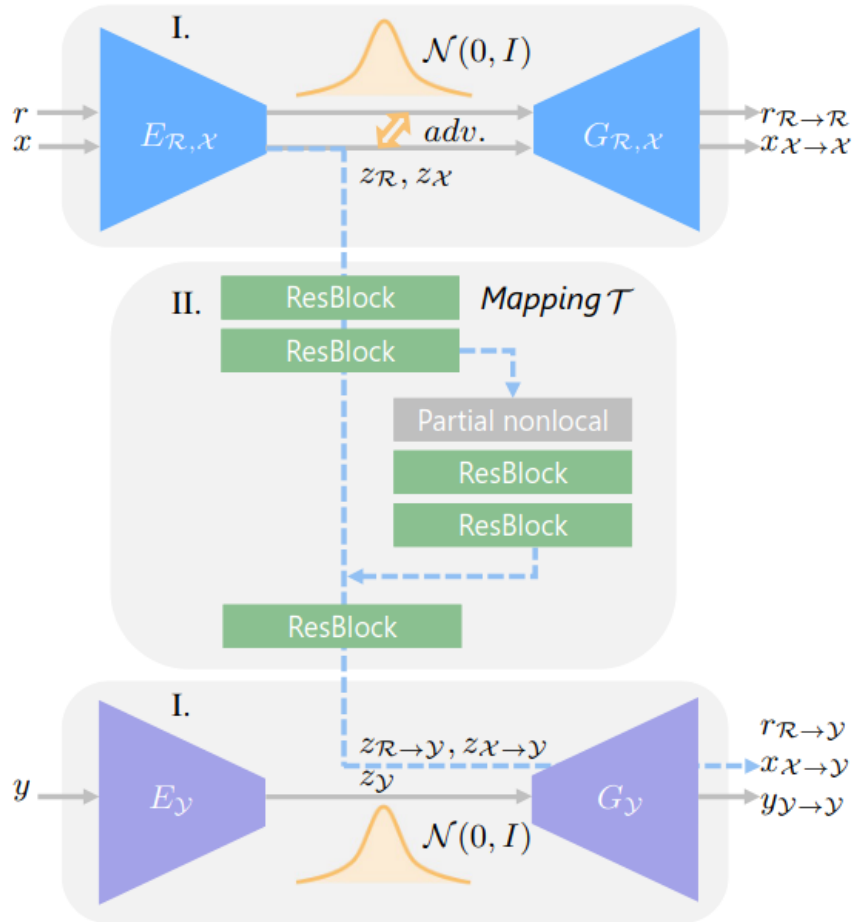 I.
𝒩(0, I)
r
x
E_{ℛ,𝒳}
adv.
G_{ℛ,𝒳}
r_{ℛ→ℛ}
x_{𝒳→𝒳}
z_ℛ, z_𝒳
II.
ResBlock
Mapping 𝒯
ResBlock
Partial nonlocal
ResBlock
ResBlock
ResBlock
I.
z_{ℛ→𝒴}, z_{𝒳→𝒴}
r_{ℛ→𝒴}
x_{𝒳→𝒴}
y
E_𝒴
z_𝒴
G_𝒴
y_{𝒴→𝒴}
𝒩(0, I)